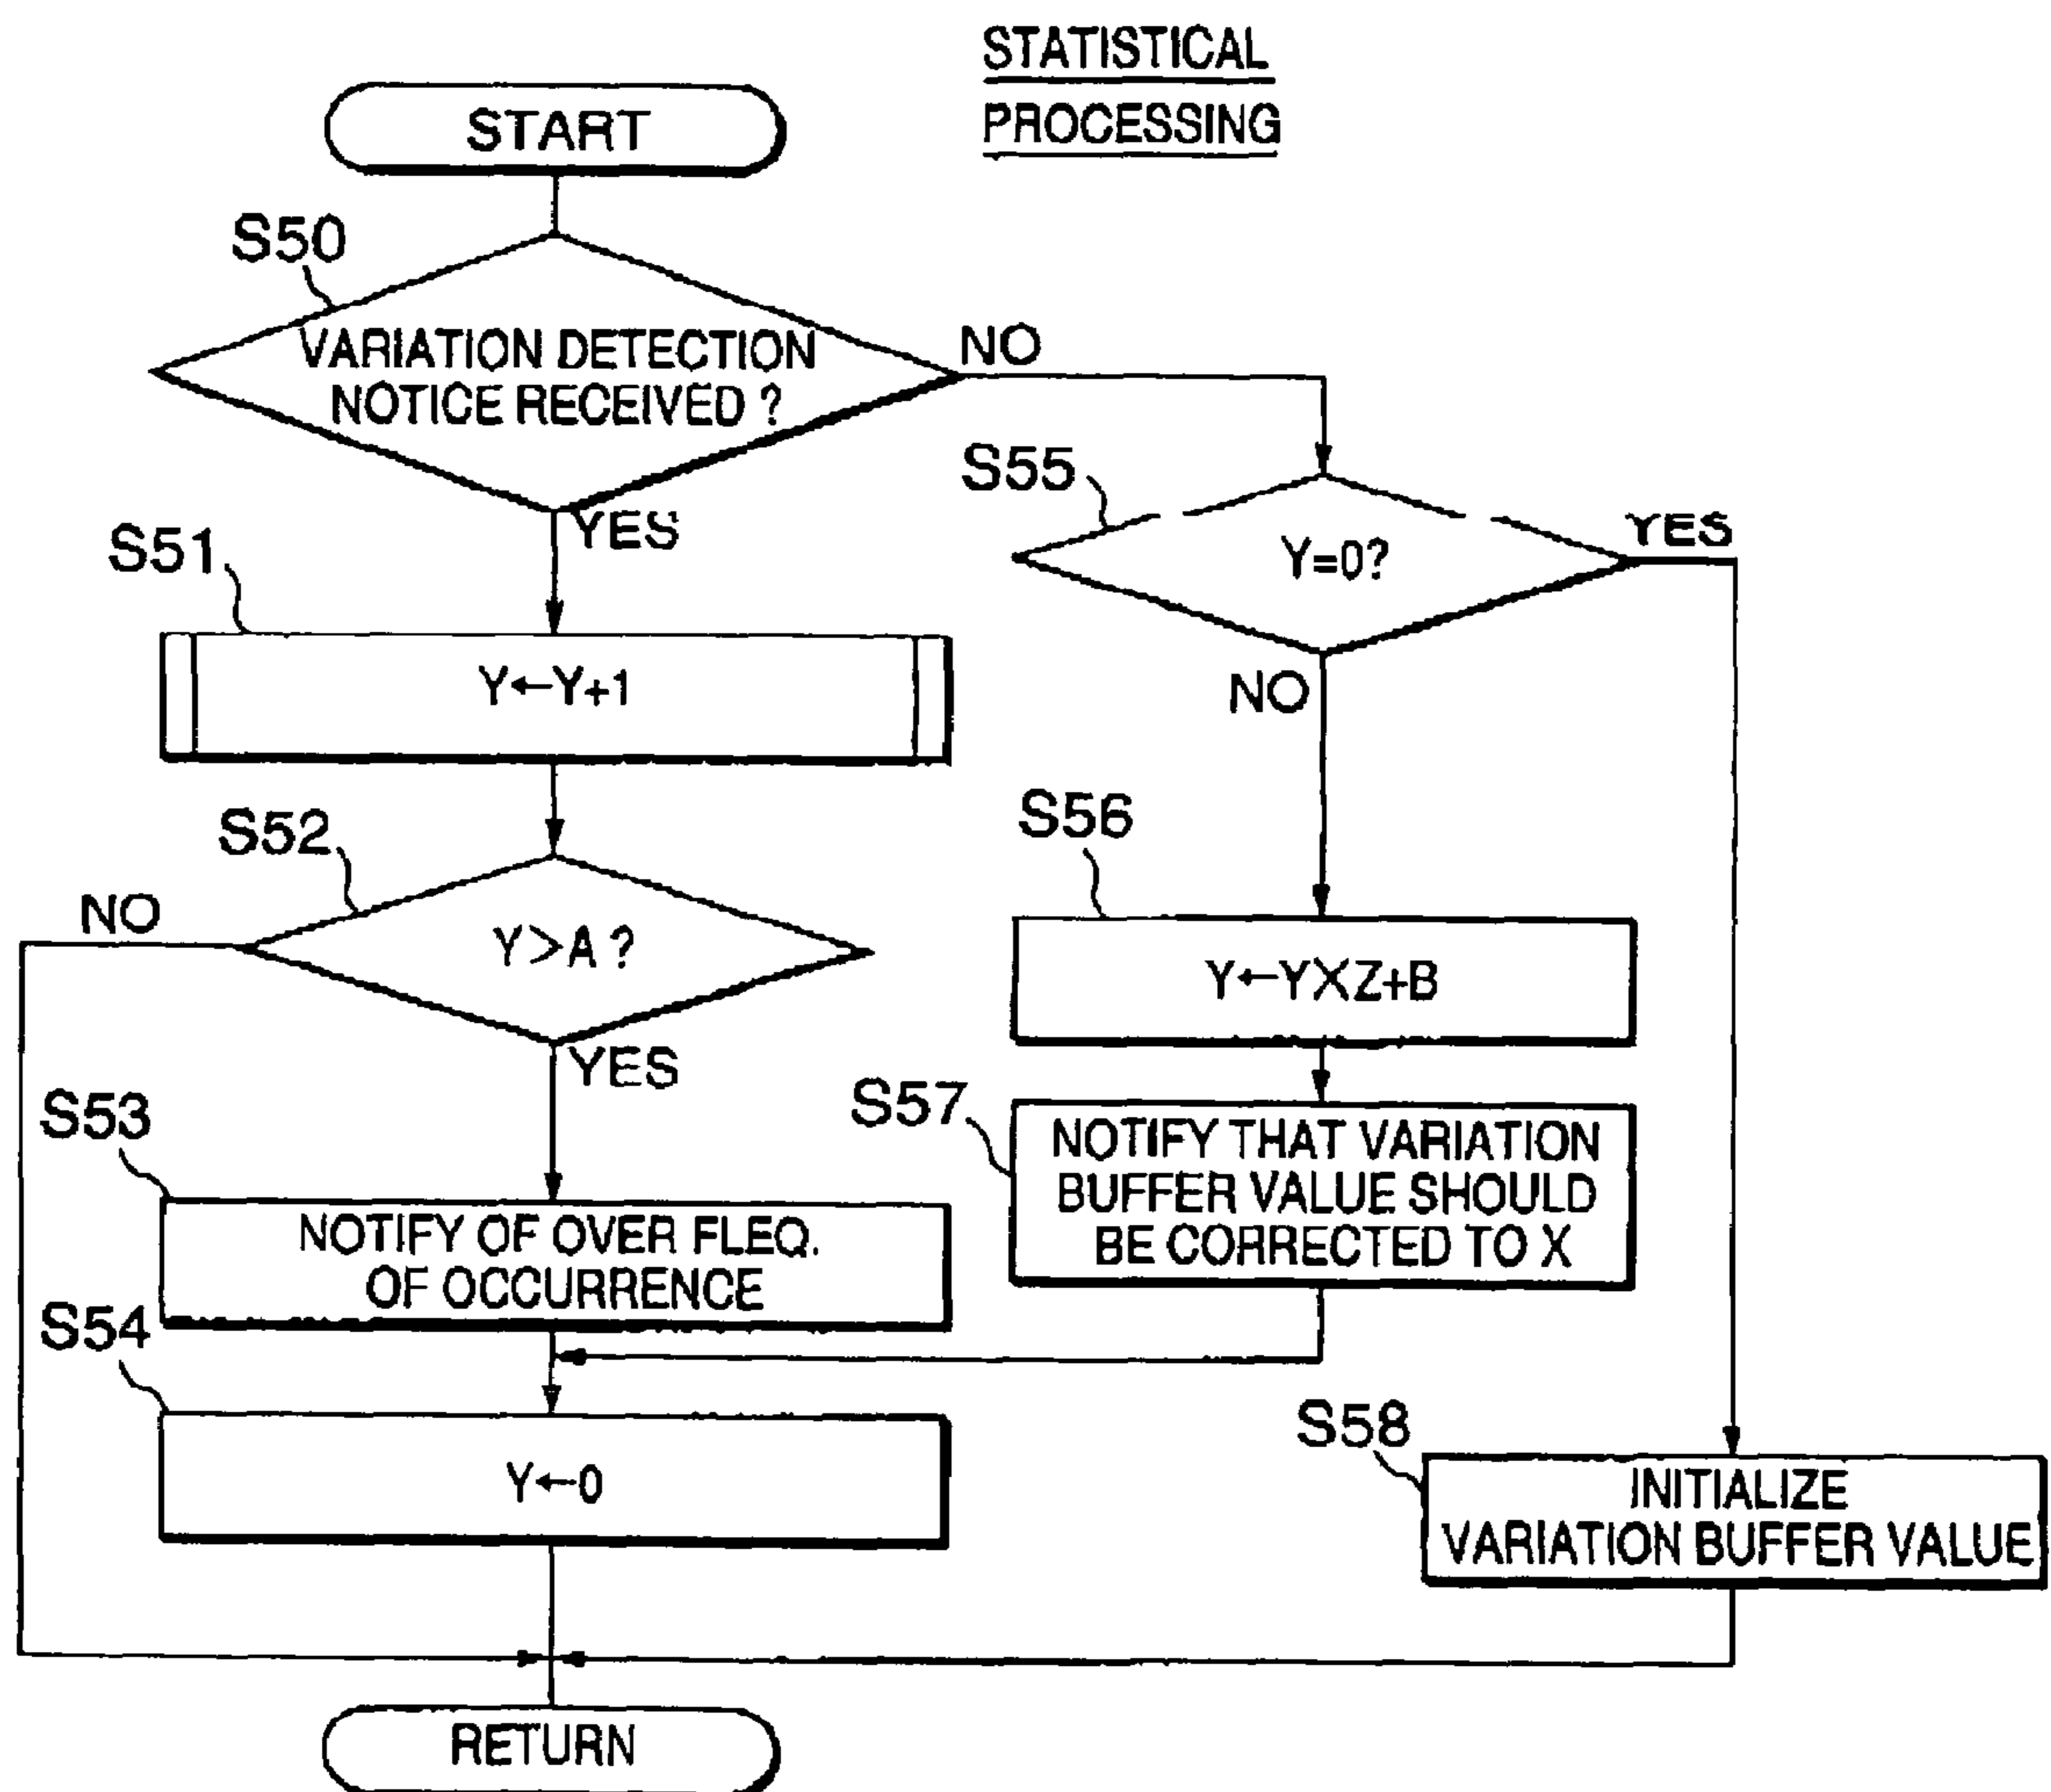 STATISTICAL
PROCESSING
START
S50
VARIATION DETECTION
NOTICE RECEIVED ?
NO
YES
S51
Y←Y+1
S52
NO
Y>A ?
YES
S53
NOTIFY OF OVER FLEQ.
OF OCCURRENCE
S54
Y←0
S55
Y=0?
YES
NO
S56
Y←YXZ+B
S57
NOTIFY THAT VARIATION
BUFFER VALUE SHOULD
BE CORRECTED TO X
S58
INITIALIZE
VARIATION BUFFER VALUE
RETURN